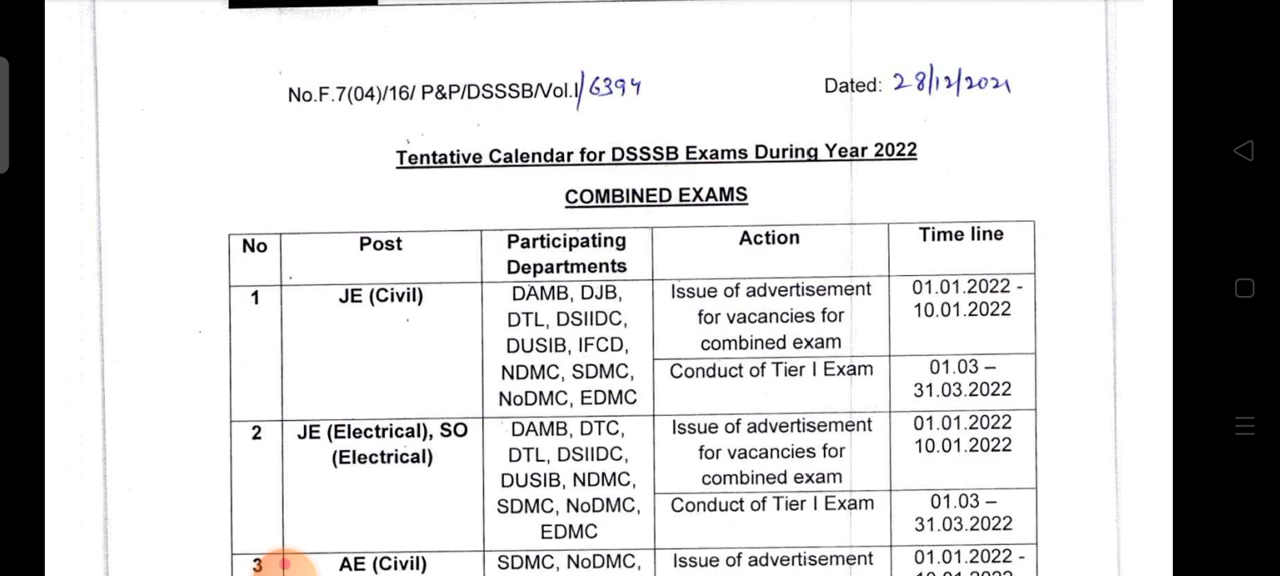 No.F.7(04)/16/ P&P/DSSSB/Vol.I/6394 Dated: 28/12/2021
Tentative Calendar for DSSSB Exams During Year 2022
COMBINED EXAMS
No Post Participating Departments Action Time line
1 JE (Civil) DAMB, DJB, Issue of advertisement 01.01.2022 -
DTL, DSIIDC, for vacancies for 10.01.2022
DUSIB, IFCD, combined exam
NDMC, SDMC, Conduct of Tier I Exam 01.03 –
NoDMC, EDMC 31.03.2022
2 JE (Electrical), SO DAMB, DTC, Issue of advertisement 01.01.2022
(Electrical) DTL, DSIIDC, for vacancies for 10.01.2022
DUSIB, NDMC, combined exam
SDMC, NoDMC, Conduct of Tier I Exam 01.03 –
EDMC 31.03.2022
3 AE (Civil) SDMC, NoDMC, Issue of advertisement 01.01.2022 -